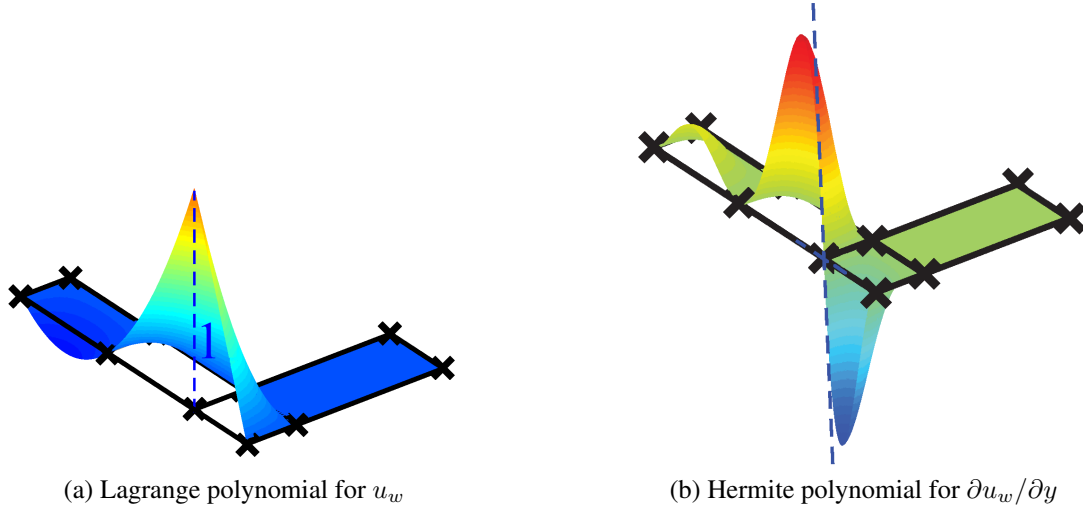 1
(a) Lagrange polynomial for $u_w$
(b) Hermite polynomial for $\partial u_w/\partial y$